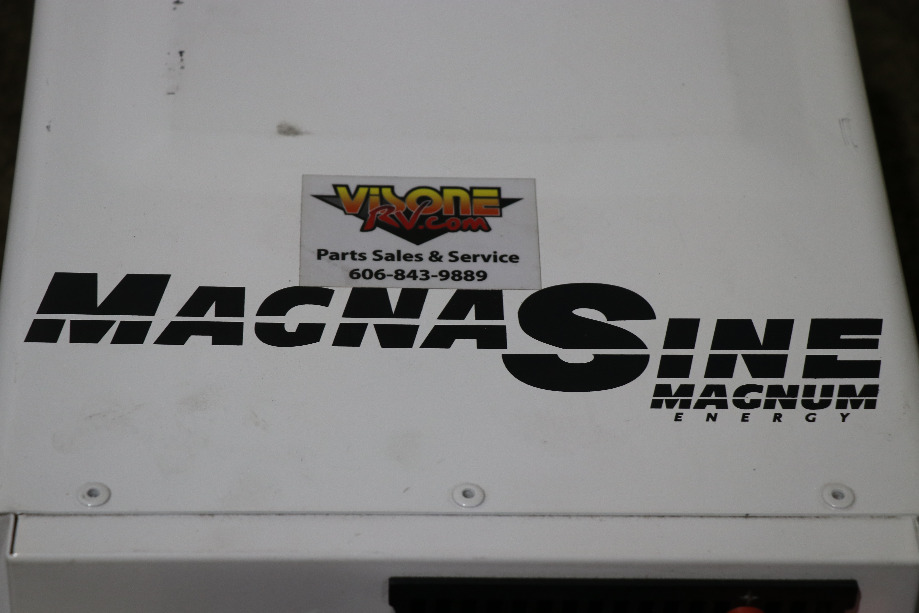 VISONE
RV.com
Parts Sales & Service
606-843-9889
MAGNASINE
MAGNUM
ENERGY